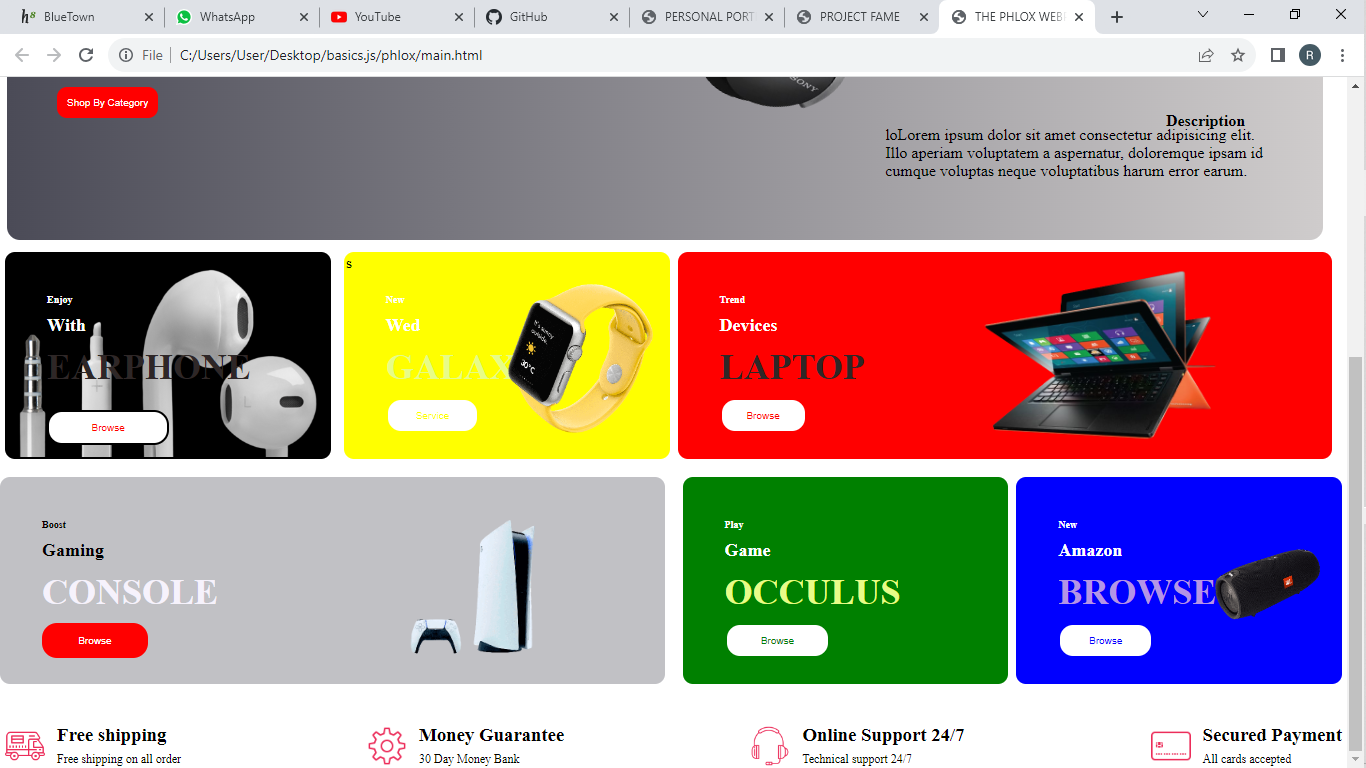 BlueTown
WhatsApp
YouTube
GitHub
PERSONAL PORT
PROJECT FAME
THE PHLOX WEB
File
C:/Users/User/Desktop/basics.js/phlox/main.html
R
SONY
Shop By Category
Description
loLorem ipsum dolor sit amet consectetur adipisicing elit.
Illo aperiam voluptatem a aspernatur, doloremque ipsam id
cumque voluptas neque voluptatibus harum error earum.
Enjoy
With
EARPHONE
Browse
s
New
Wed
GALAX
Service
It's sunny
outside.
30°C
Trend
Devices
LAPTOP
Browse
Boost
Gaming
CONSOLE
Browse
Play
Game
OCCULUS
Browse
New
Amazon
BROWSE
Browse
Free shipping
Free shipping on all order
Money Guarantee
30 Day Money Bank
Online Support 24/7
Technical support 24/7
Secured Payment
All cards accepted